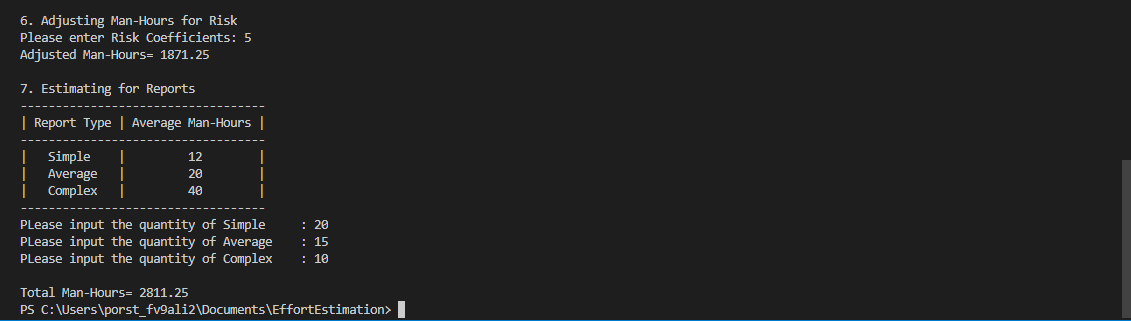 6. Adjusting Man-Hours for Risk
Please enter Risk Coefficients: 5
Adjusted Man-Hours= 1871.25
7. Estimating for Reports
-----------------------------------
| Report Type | Average Man-Hours |
-----------------------------------
|   Simple    |         12        |
|   Average   |         20        |
|   Complex   |         40        |
-----------------------------------
PLease input the quantity of Simple     : 20
PLease input the quantity of Average    : 15
PLease input the quantity of Complex    : 10
Total Man-Hours= 2811.25
PS C:\Users\porst_fv9ali2\Documents\EffortEstimation>